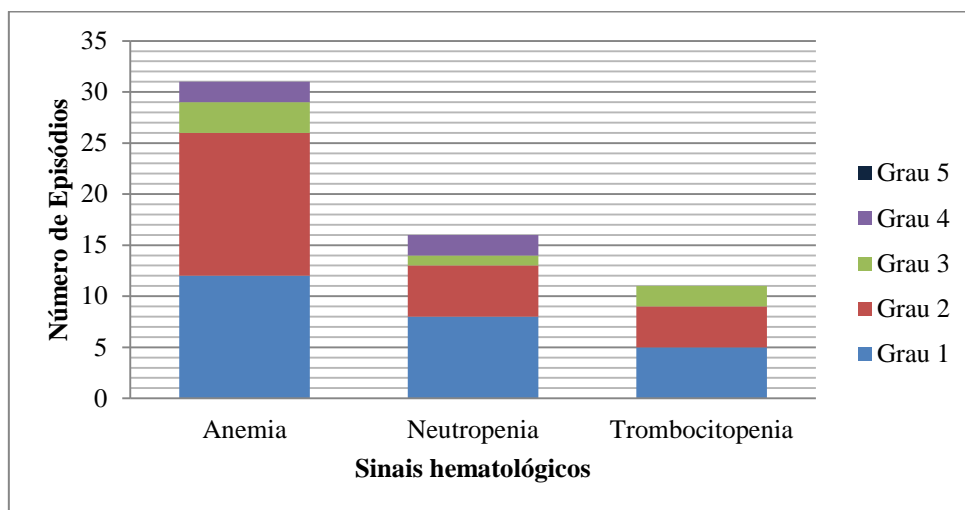 Número de Episódios
35
30
25
20
15
10
5
0
Anemia Neutropenia Trombocitopenia
Sinais hematológicos
Grau 5
Grau 4
Grau 3
Grau 2
Grau 1